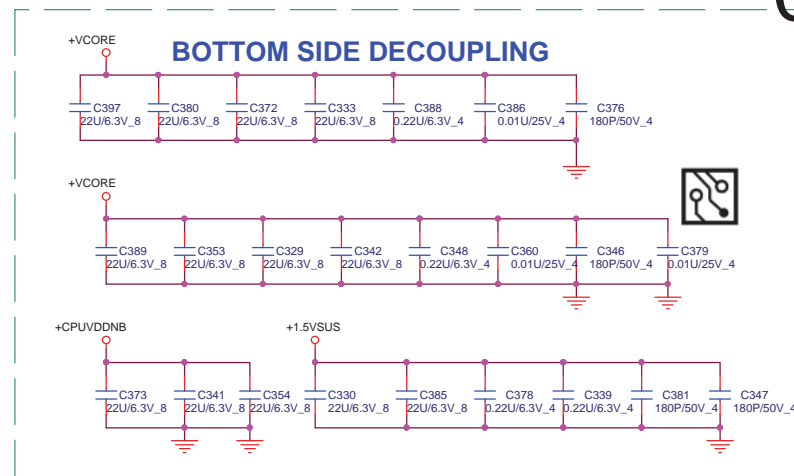 BOTTOM SIDE DECOUPLING
+VCORE
C397 C380 C372 C333 C388 C386 C376
22U/6.3V_8 22U/6.3V_8 22U/6.3V_8 22U/6.3V_8 0.22U/6.3V_4 0.01U/25V_4 180P/50V_4
+VCORE
C389 C353 C329 C342 C348 C360 C346 C379
22U/6.3V_8 22U/6.3V_8 22U/6.3V_8 22U/6.3V_8 0.22U/6.3V_4 0.01U/25V_4 180P/50V_4 0.01U/25V_4
+CPUVDDNB +1.5VSUS
C373 C341 C354 C330 C385 C378 C339 C381 C347
22U/6.3V_8 22U/6.3V_8 22U/6.3V_8 22U/6.3V_8 22U/6.3V_8 0.22U/6.3V_4 0.22U/6.3V_4 180P/50V_4 180P/50V_4